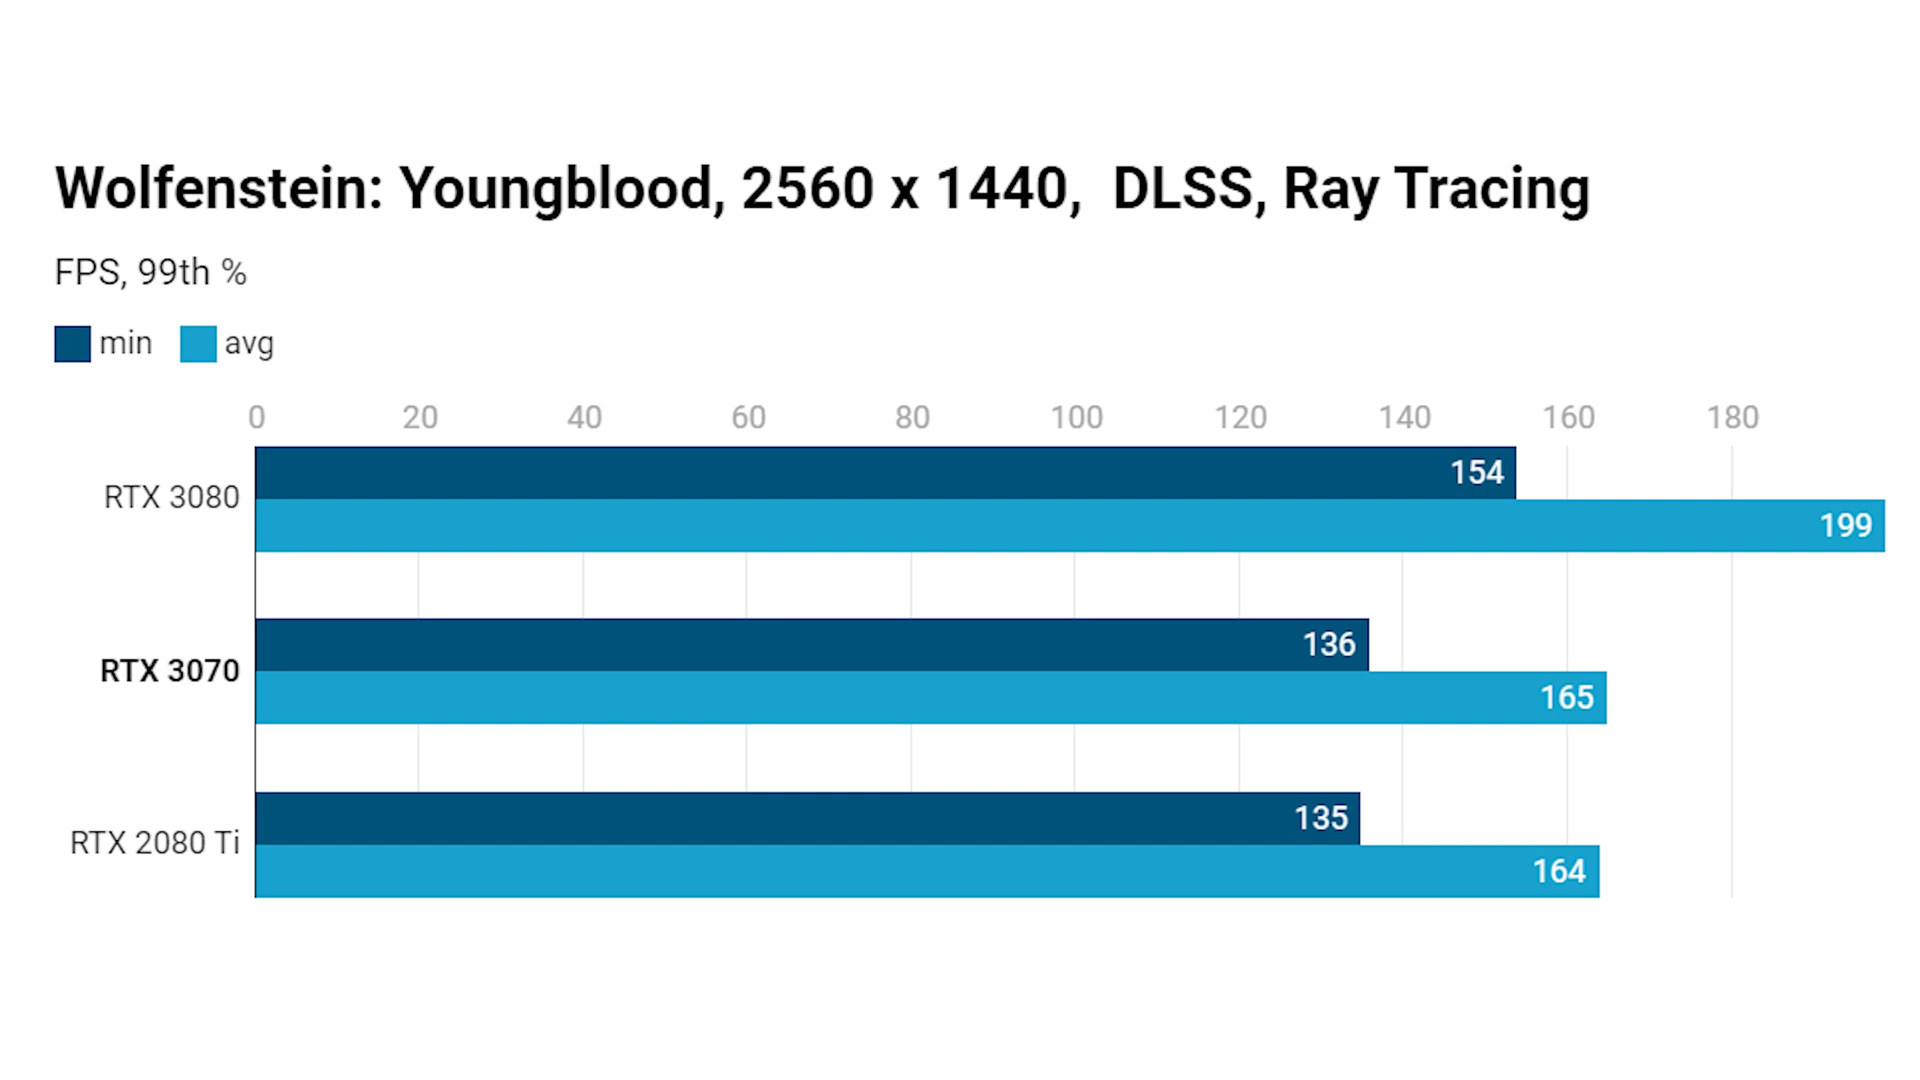 Wolfenstein: Youngblood, 2560 x 1440,  DLSS, Ray Tracing
FPS, 99th %
min avg
0 20 40 60 80 100 120 140 160 180
154
RTX 3080
199
136
RTX 3070
165
135
RTX 2080 Ti
164